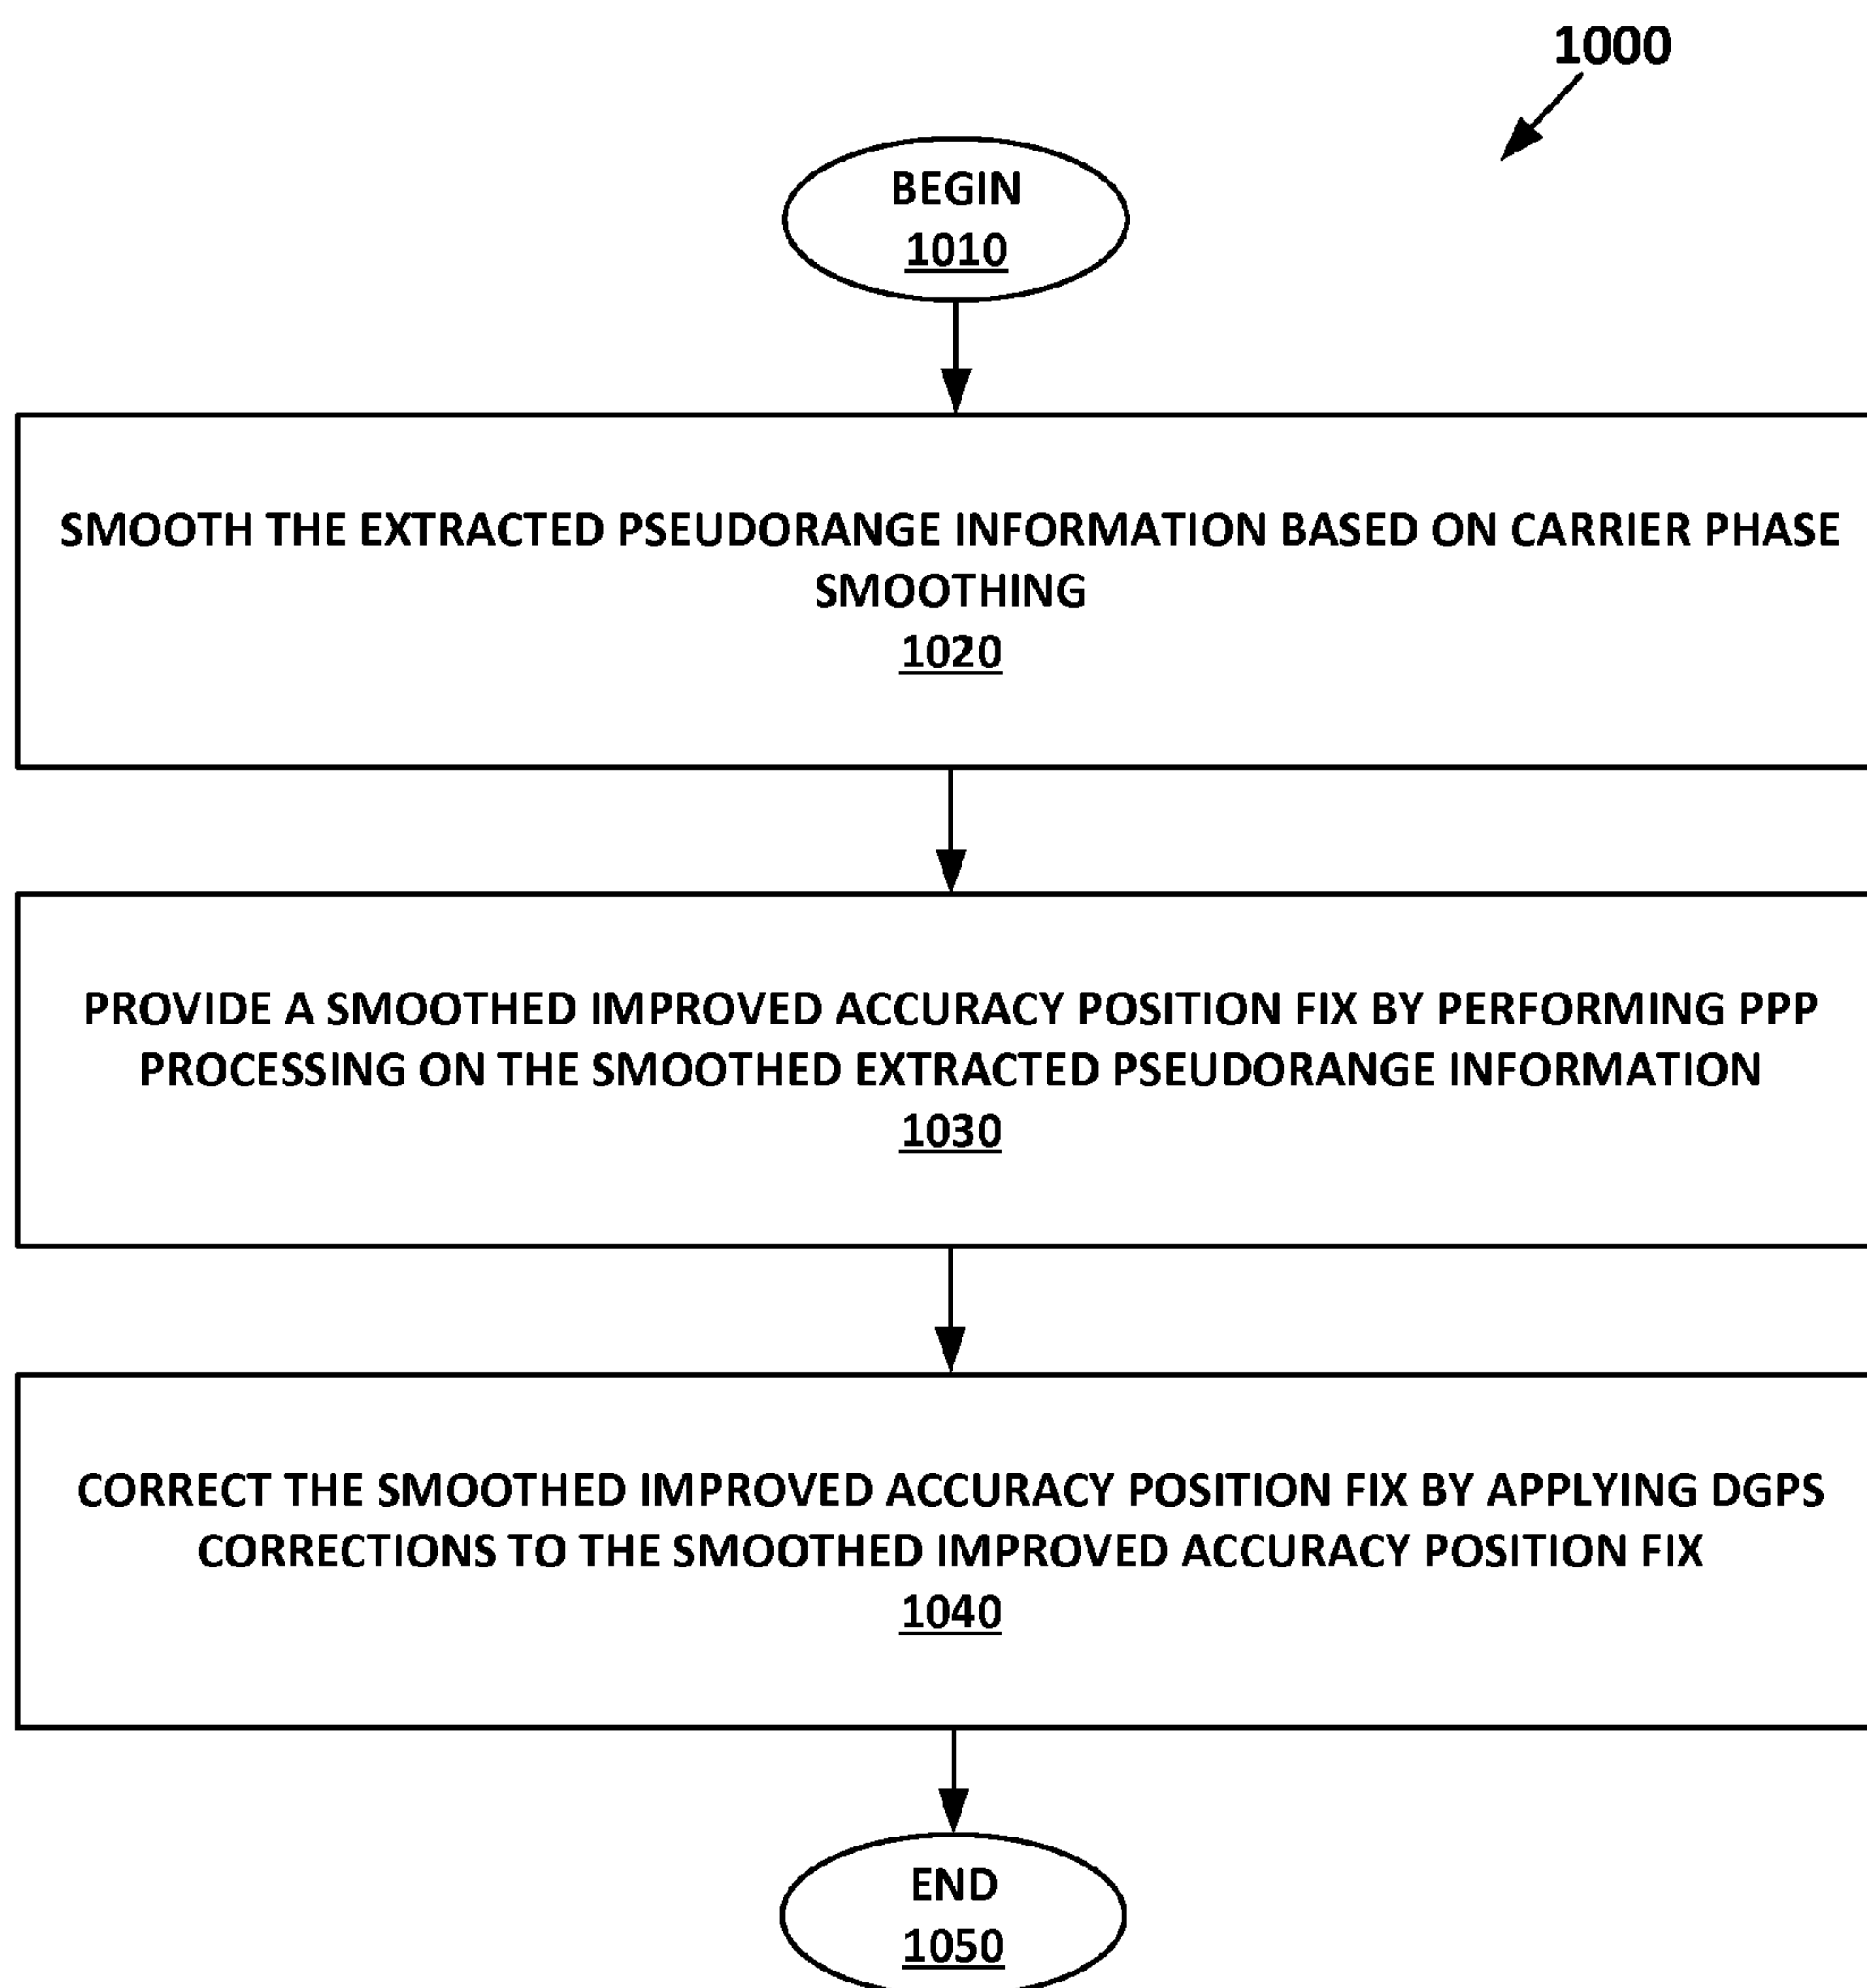 1000
BEGIN
1010
SMOOTH THE EXTRACTED PSEUDORANGE INFORMATION BASED ON CARRIER PHASE
SMOOTHING
1020
PROVIDE A SMOOTHED IMPROVED ACCURACY POSITION FIX BY PERFORMING PPP
PROCESSING ON THE SMOOTHED EXTRACTED PSEUDORANGE INFORMATION
1030
CORRECT THE SMOOTHED IMPROVED ACCURACY POSITION FIX BY APPLYING DGPS
CORRECTIONS TO THE SMOOTHED IMPROVED ACCURACY POSITION FIX
1040
END
1050